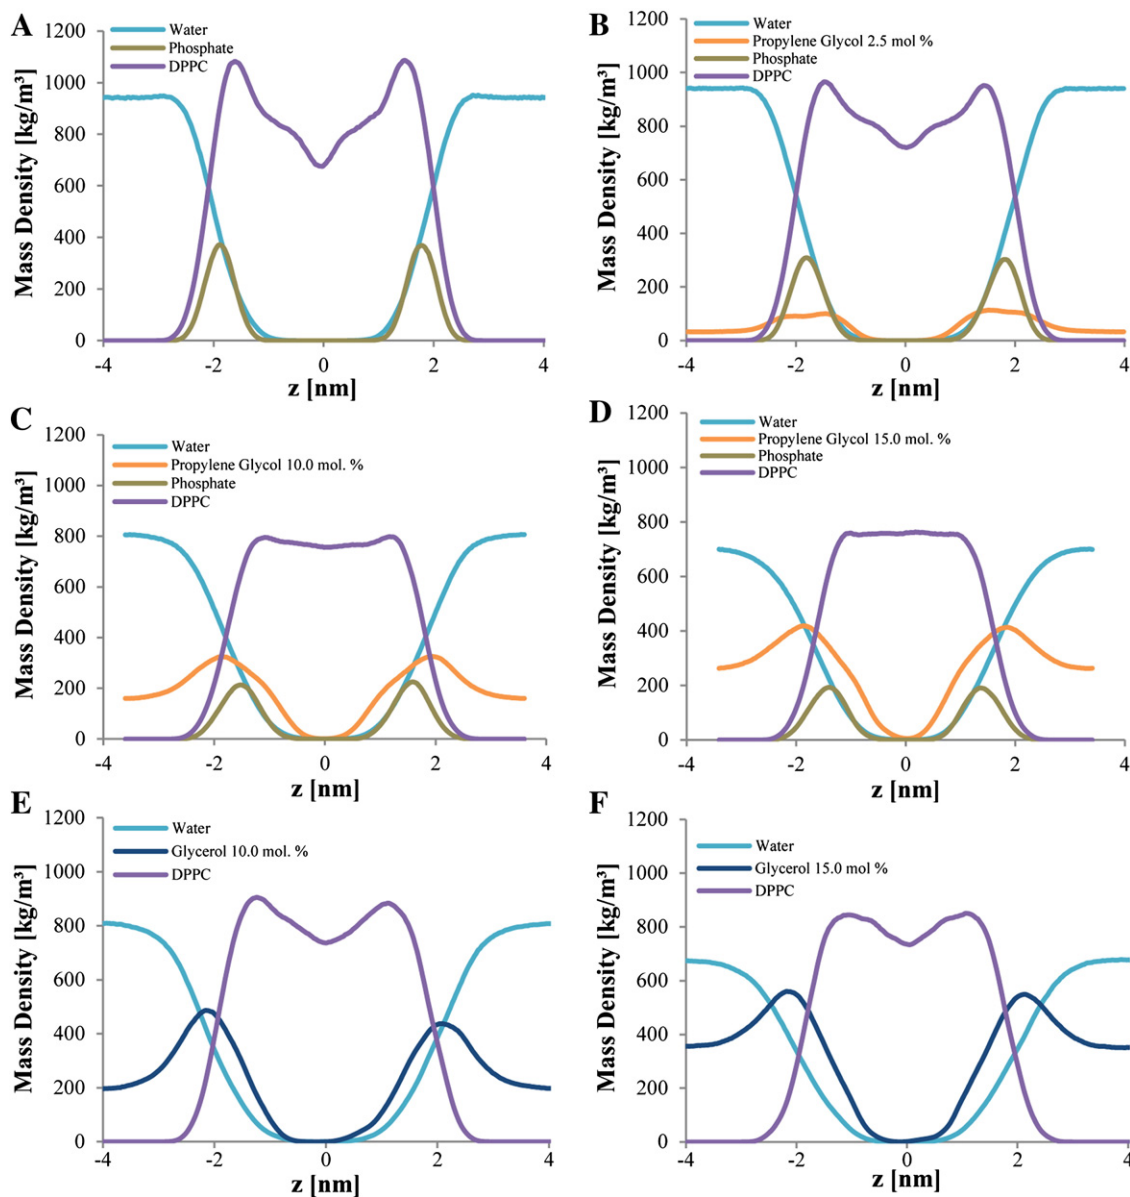 A
1200
1000
800
600
400
200
0
Mass Density [kg/m³]
Water
Phosphate
DPPC
-4 -2 0 2 4
z [nm]
B
1200
1000
800
600
400
200
0
Mass Density [kg/m³]
Water
Propylene Glycol 2.5 mol %
Phosphate
DPPC
-4 -2 0 2 4
z [nm]
C
1200
1000
800
600
400
200
0
Mass Density [kg/m³]
Water
Propylene Glycol 10.0 mol. %
Phosphate
DPPC
-4 -2 0 2 4
z [nm]
D
1200
1000
800
600
400
200
0
Mass Density [kg/m³]
Water
Propylene Glycol 15.0 mol. %
Phosphate
DPPC
-4 -2 0 2 4
z [nm]
E
1200
1000
800
600
400
200
0
Mass Density [kg/m³]
Water
Glycerol 10.0 mol. %
DPPC
-4 -2 0 2 4
z [nm]
F
1200
1000
800
600
400
200
0
Mass Density [kg/m³]
Water
Glycerol 15.0 mol %
DPPC
-4 -2 0 2 4
z [nm]